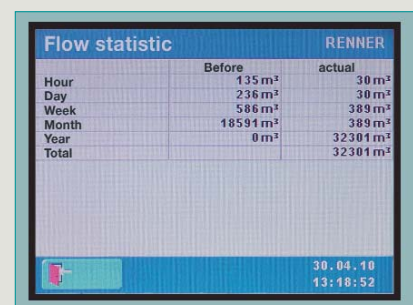 Flow statistic RENNER
Before actual
Hour 135 m³ 30 m³
Day 236 m³ 30 m³
Week 586 m³ 389 m³
Month 18591 m³ 389 m³
Year 0 m³ 32301 m³
Total 32301 m³
30.04.10
13:18:52